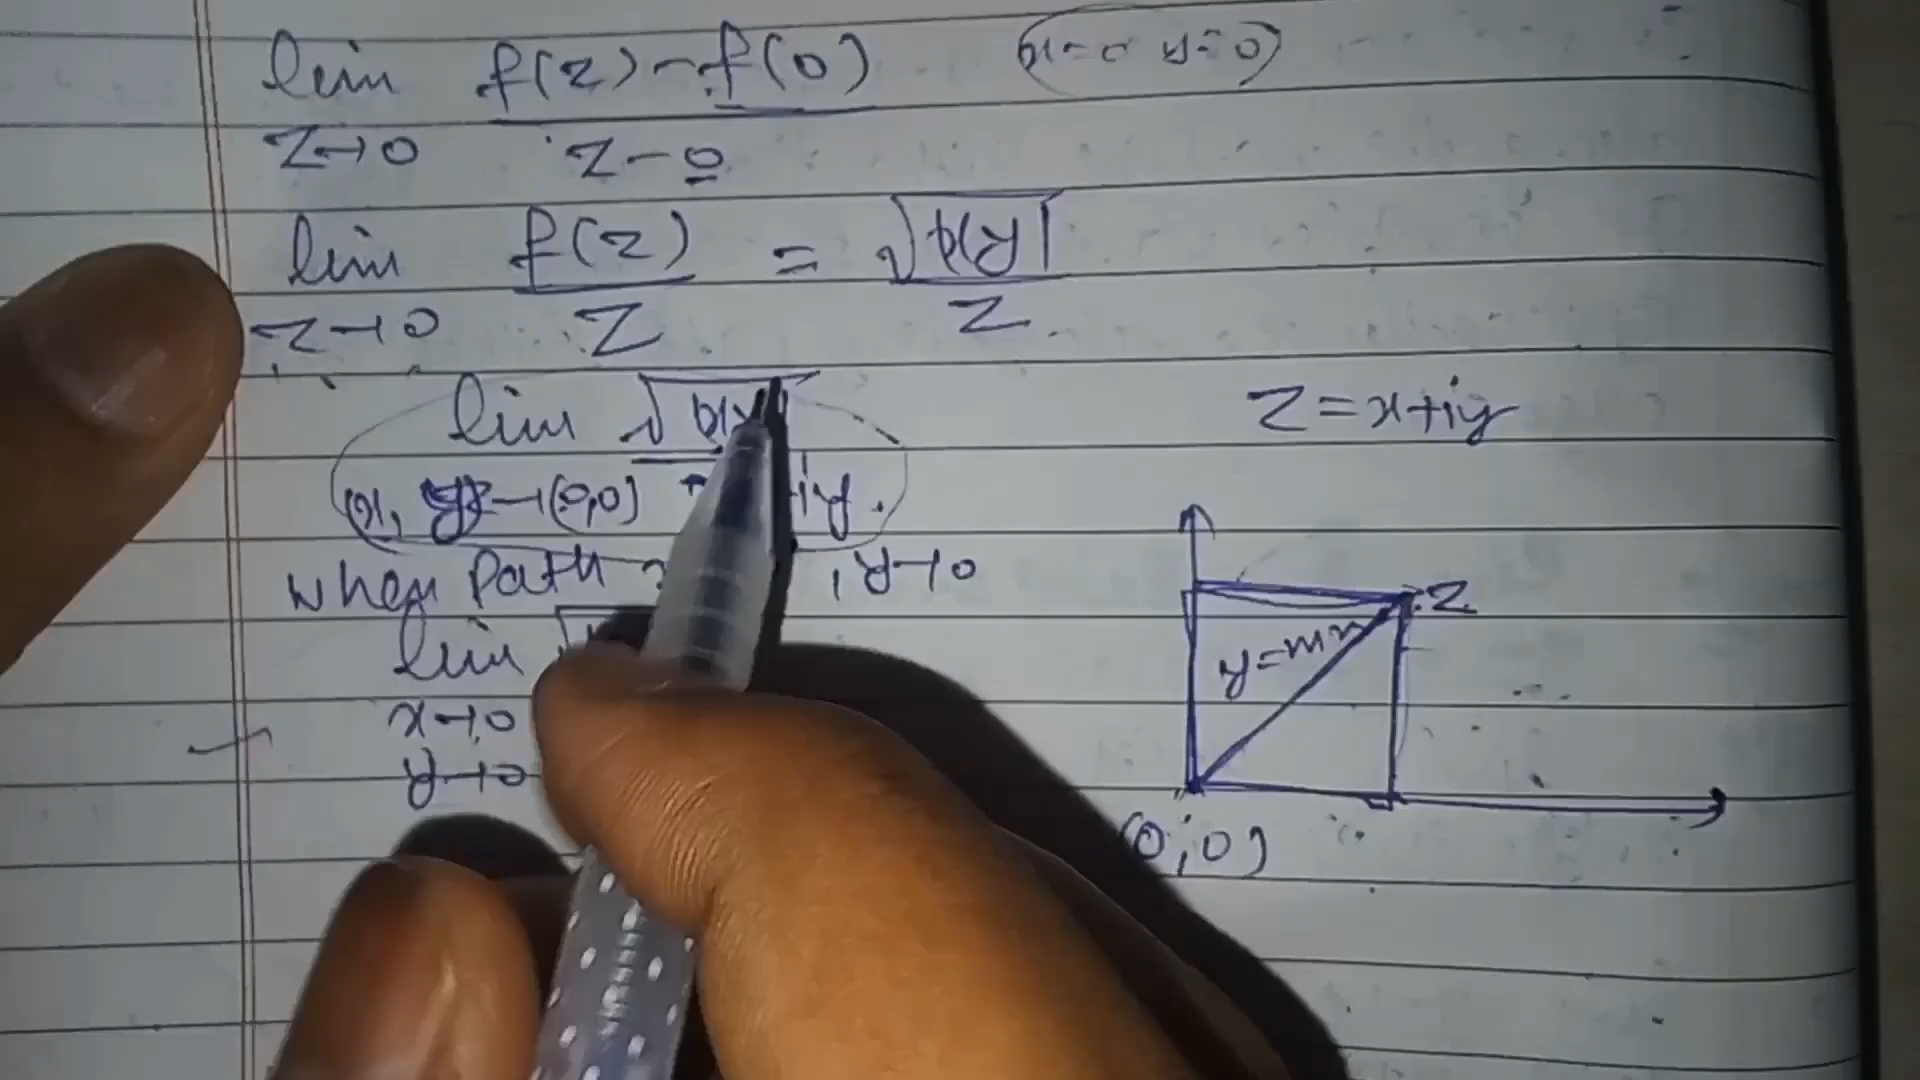 lim f(z)-f(0) (x=0 y=0)
z→0 z-0
lim f(z) = √|xy|
z→0 z z
lim √|xy| z=x+iy
(x, y)→(0,0) +iy.
when Path , y→0
z
lim
y=mx
x→0
y→0
(0,0)